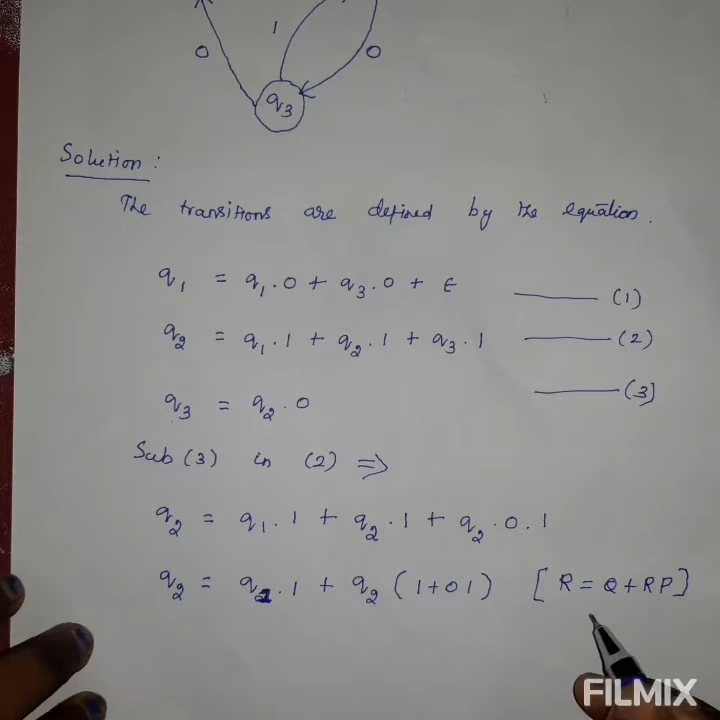 1
0 0
q3
Solution :
The transitions are defined by the equation.
q1 = q1.0 + q3.0 + ε ——— (1)
q2 = q1.1 + q2.1 + q3.1 ——— (2)
q3 = q2.0 ——— (3]
Sub (3) in (2) ⇒
q2 = q1.1 + q2.1 + q2.0.1
q2 = q1.1 + q2 (1+01) [R = Q + RP]
FILMIX